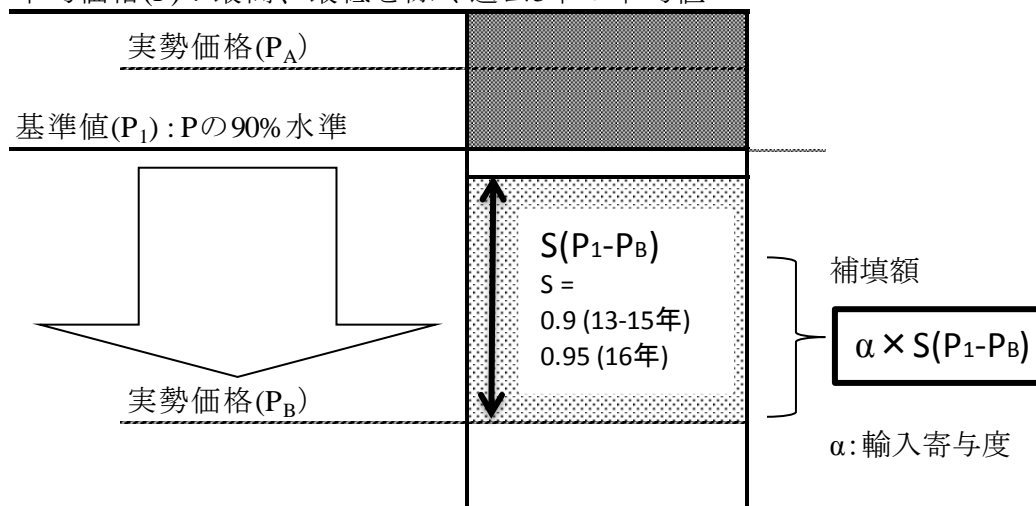 実勢価格(PA)
基準値(P1):Pの90%水準
S(P1-PB)
S =
0.9 (13-15年)
0.95 (16年)
補填額
α×S(P1-PB)
実勢価格(PB)
α:輸入寄与度